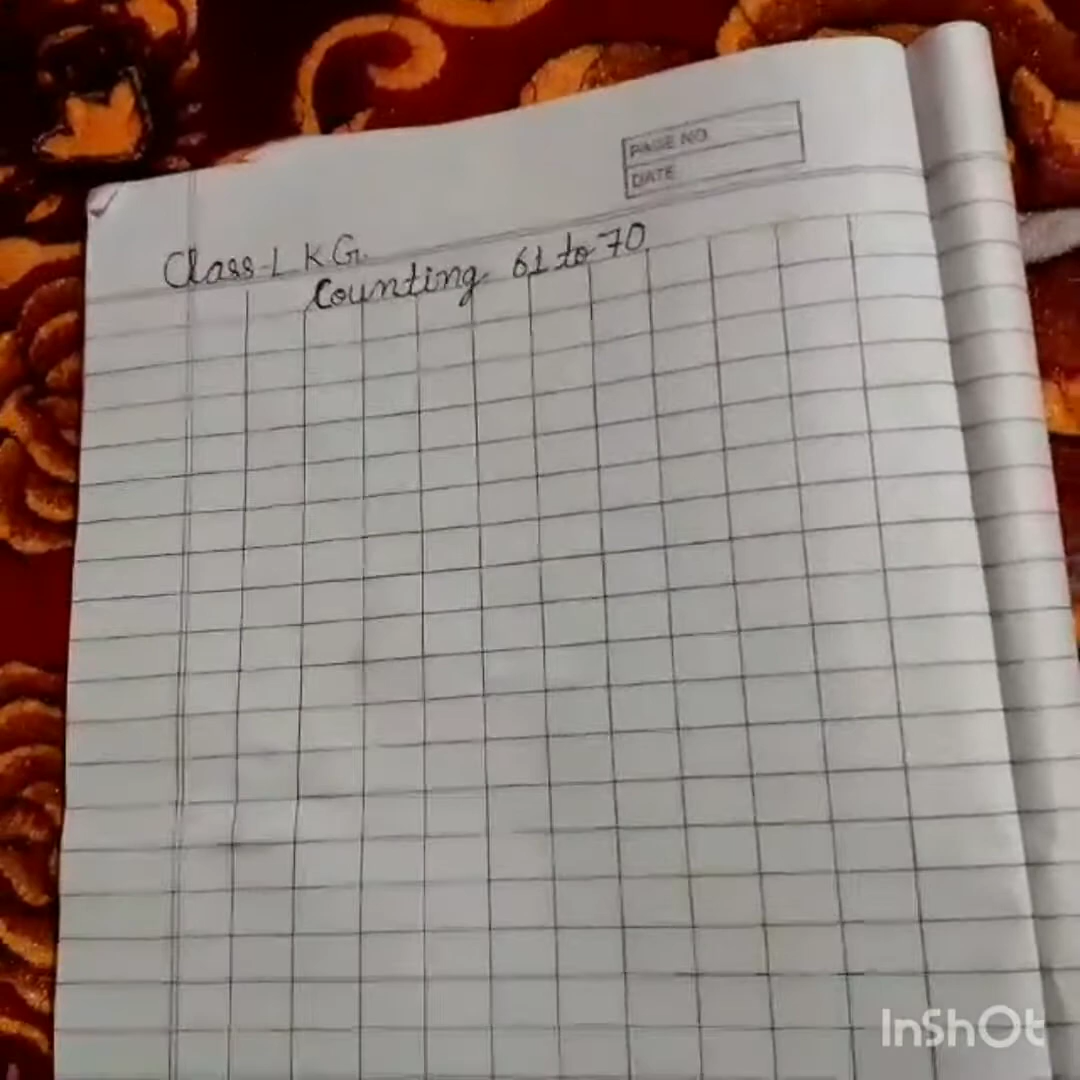 PAGE NO.
DATE
Class-L K G.
Counting 61 to 70.
InShOt